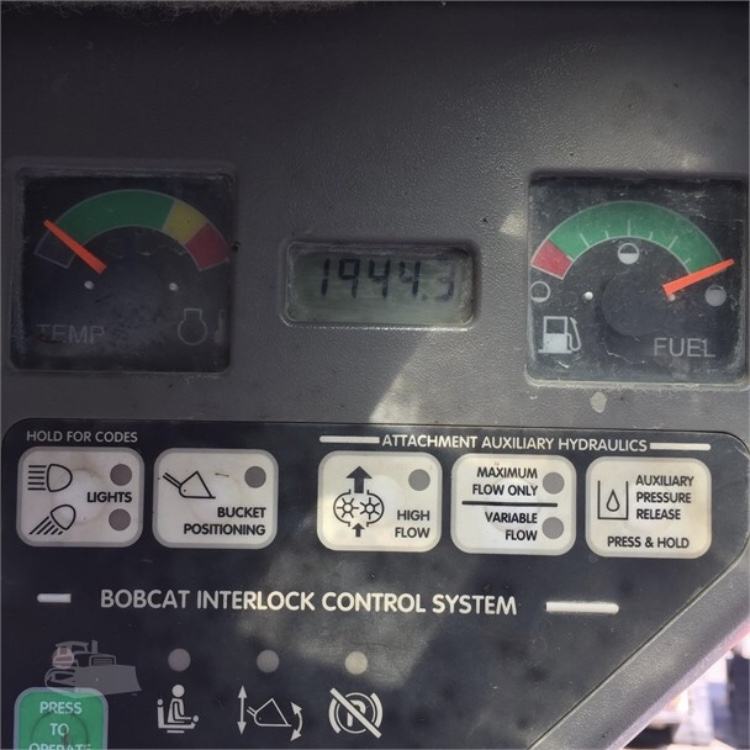 1944.3
TEMP
FUEL
HOLD FOR CODES
ATTACHMENT AUXILIARY HYDRAULICS
LIGHTS
BUCKET
POSITIONING
HIGH
FLOW
MAXIMUM
FLOW ONLY
VARIABLE
FLOW
AUXILIARY
PRESSURE
RELEASE
PRESS & HOLD
BOBCAT INTERLOCK CONTROL SYSTEM
PRESS
TO
OPERATE
P